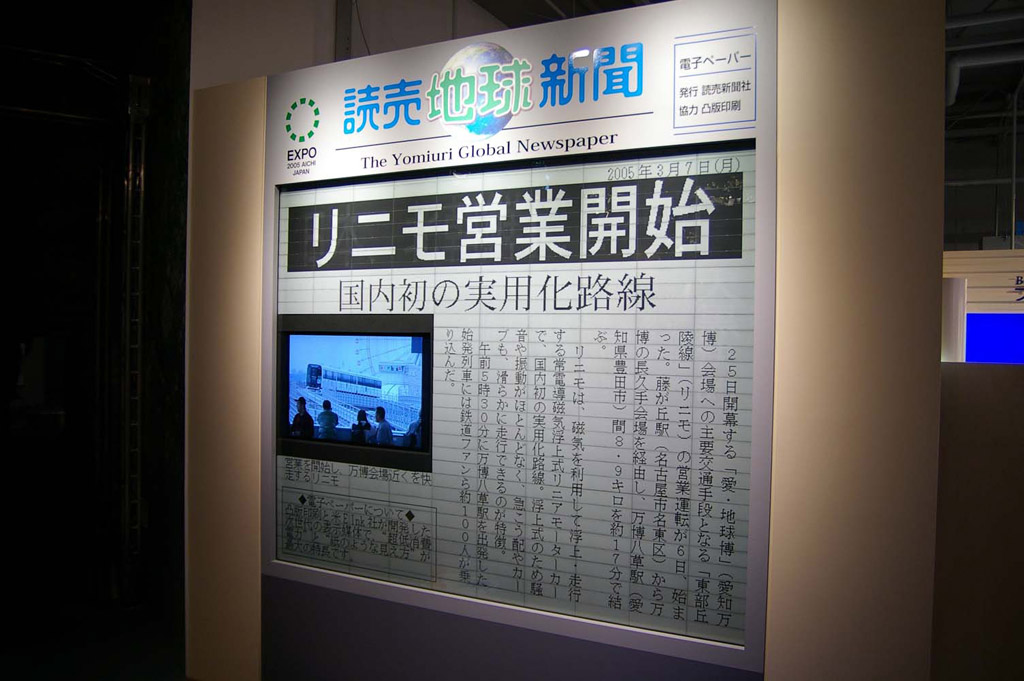 読売地球新聞
The Yomiuri Global Newspaper
EXPO
2005 AICHI
JAPAN
電子ペーパー
発行 読売新聞社
協力 凸版印刷
2005年3月7日(月)
リニモ営業開始
国内初の実用化路線
25日開幕する「愛・地球博」(愛知万
博)会場への主要交通手段となる「東部丘
陵線」(リニモ)の営業運転が6日、始ま
った。藤が丘駅(名古屋市名東区)から万
博の長久手会場を経由し、万博八草駅(愛
知県豊田市)間8・9キロを約17分で結
ぶ。
リニモは、磁気を利用して浮上・走行
する常電導磁気浮上式リニアモーターカー
で、国内初の実用化路線。浮上式のため騒
音や振動がほとんどなく、急こう配やカー
ブも、滑らかに走行できるのが特徴。
午前5時30分に万博八草駅を出発した
始発列車には鉄道ファンら約100人が乗
り込んだ。
営業を開始し、万博会場近くを快
走するリニモ
◆電子ペーパーについて◆